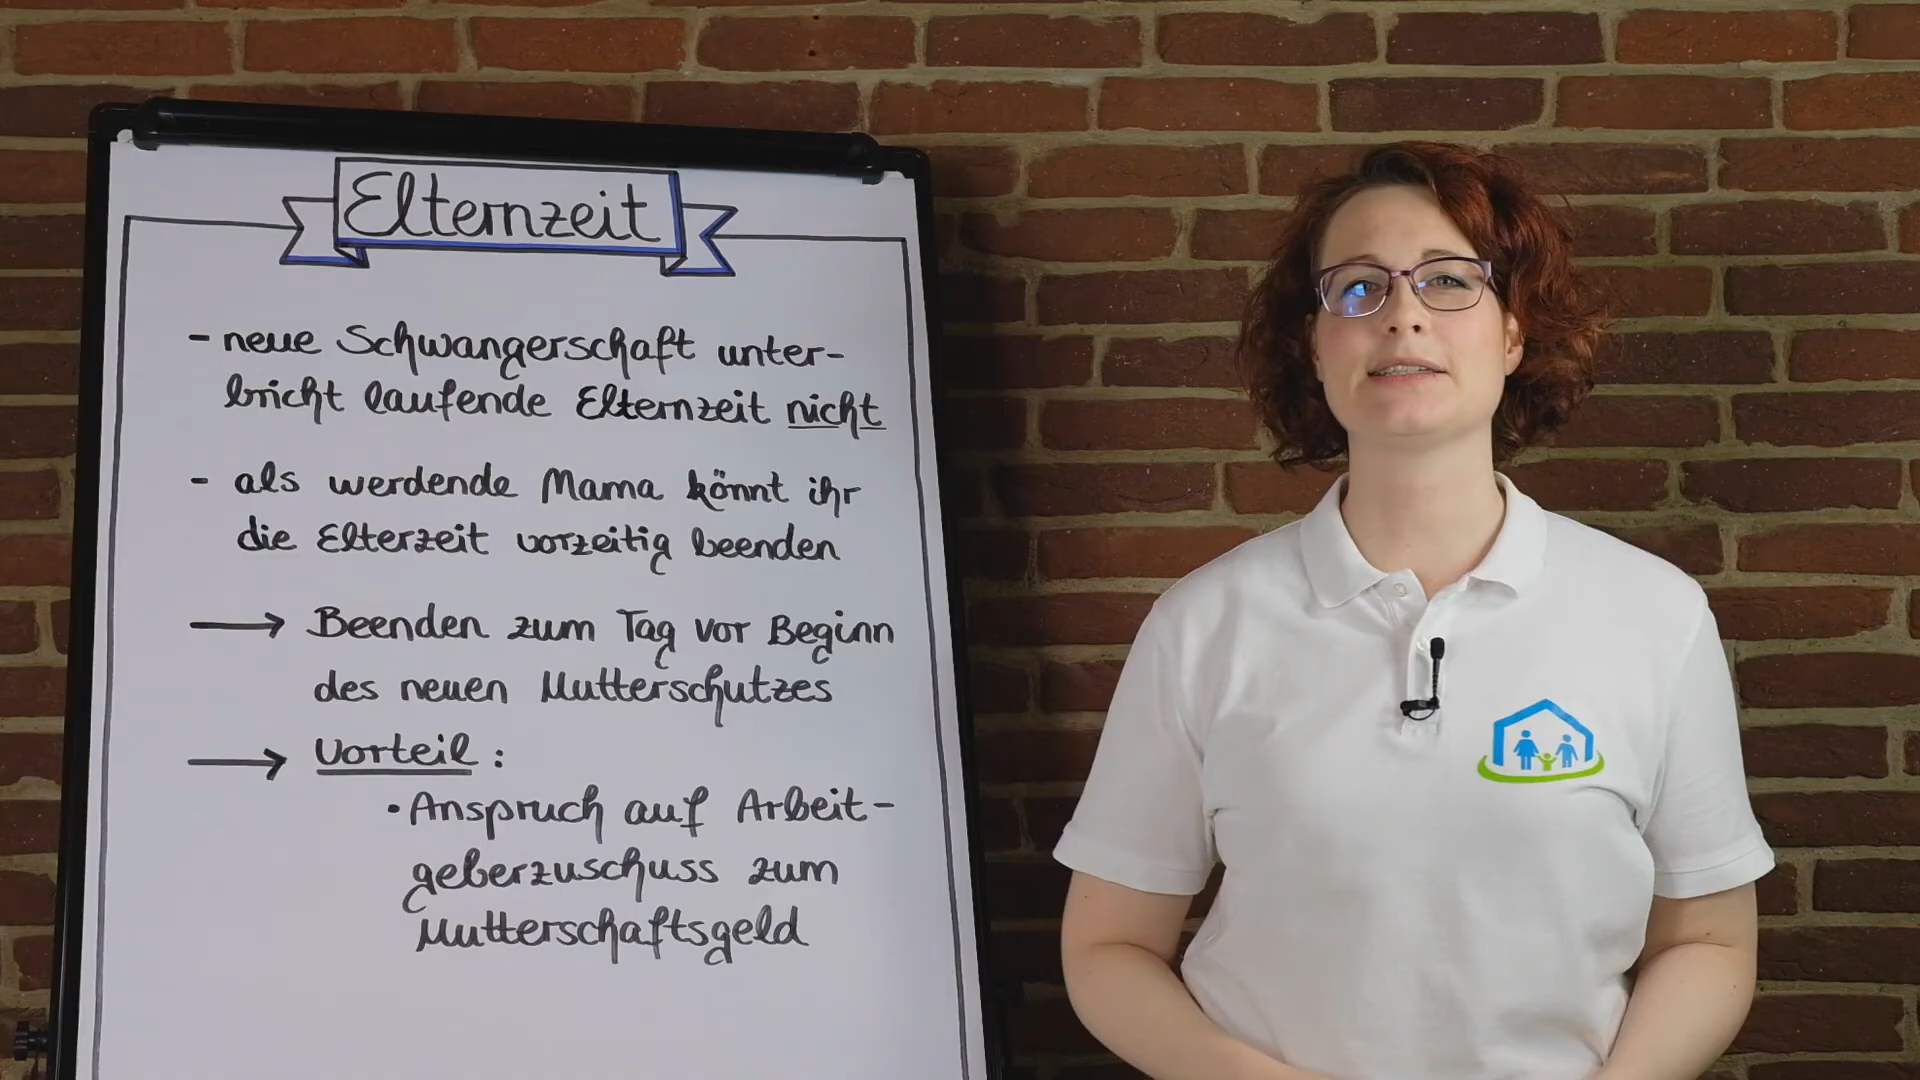 Elternzeit
- neue Schwangerschaft unter-
bricht laufende Elternzeit nicht
- als werdende Mama könnt ihr
die Elterzeit vorzeitig beenden
→ Beenden zum Tag vor Beginn
des neuen Mutterschutzes
→ Vorteil:
• Anspruch auf Arbeit-
geberzuschuss zum
Mutterschaftsgeld